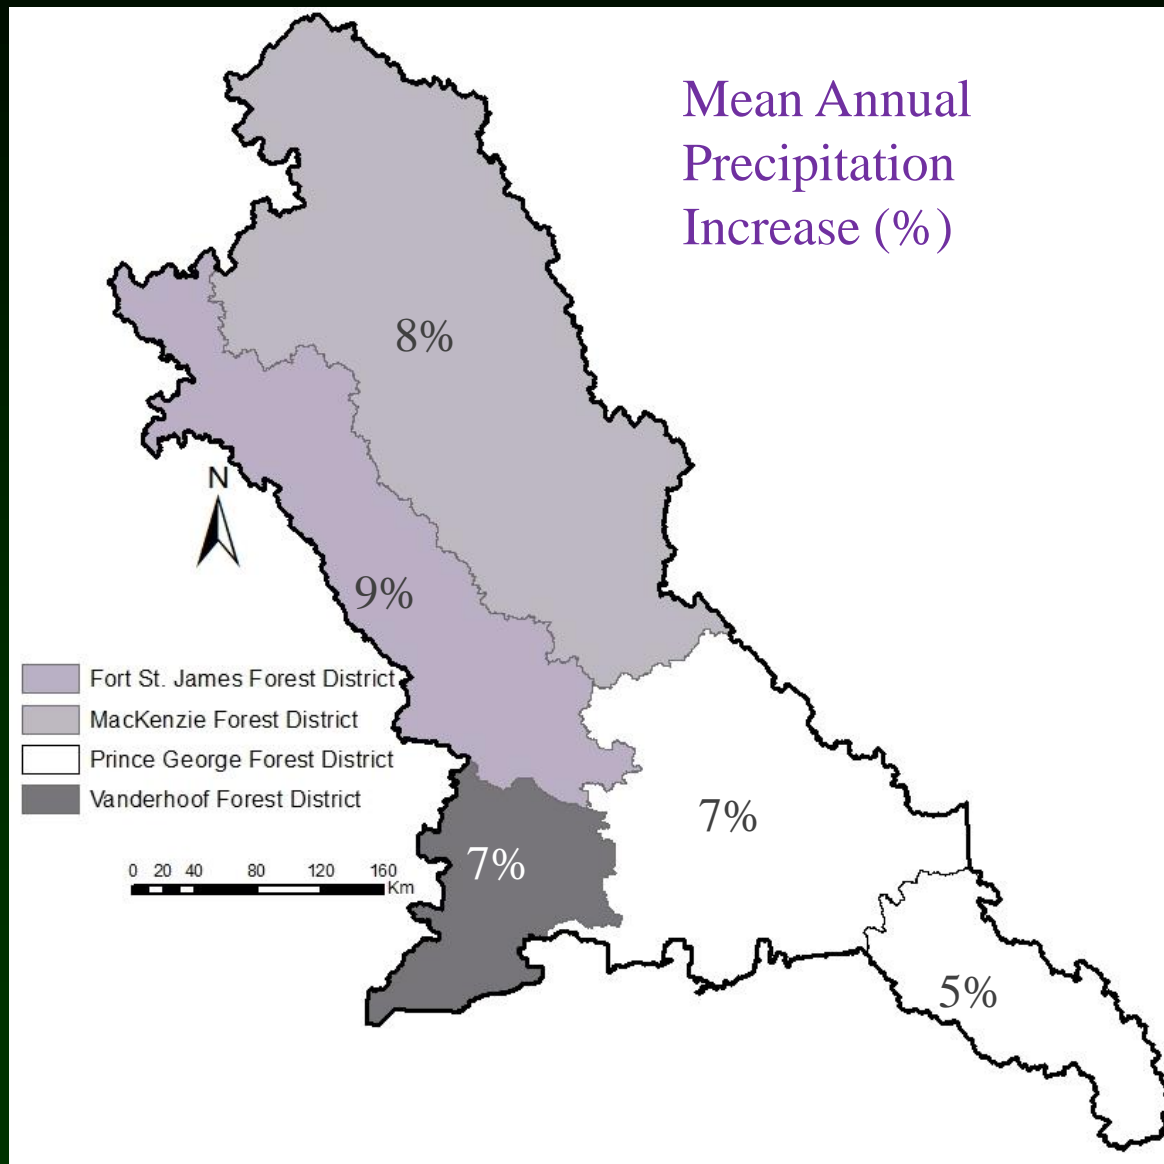 Mean Annual
Precipitation
Increase (%)
8%
N
9%
Fort St. James Forest District
MacKenzie Forest District
Prince George Forest District
Vanderhoof Forest District
7%
7%
0 20 40 80 120 160
Km
5%